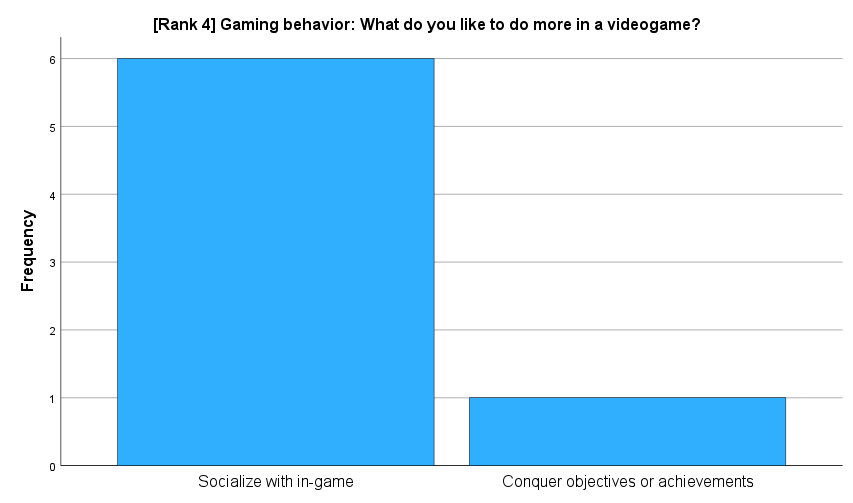 [Rank 4] Gaming behavior: What do you like to do more in a videogame?
Frequency
6
5
4
3
2
1
0
Socialize with in-game
Conquer objectives or achievements